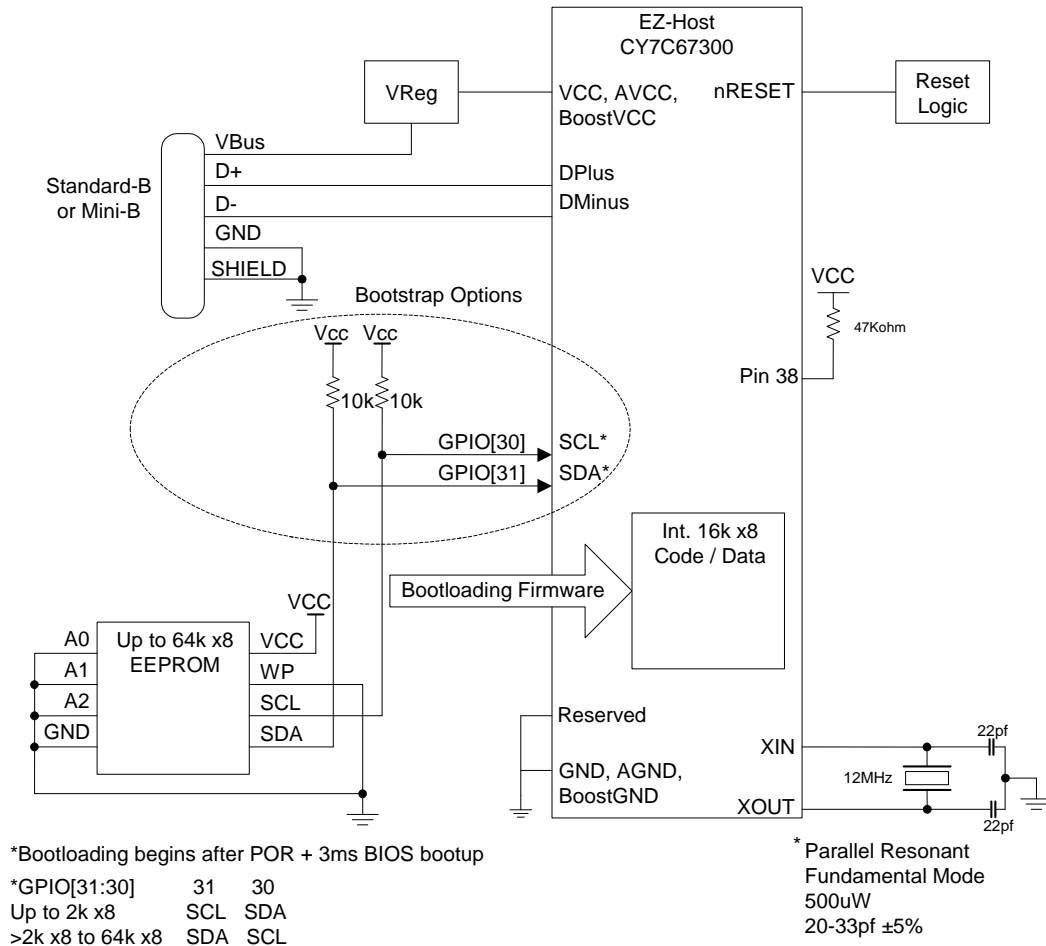 EZ-Host
CY7C67300
VReg
VCC, AVCC,
BoostVCC
nRESET
Reset
Logic
VBus
D+
DPlus
Standard-B
or Mini-B
D-
DMinus
GND
SHIELD
Bootstrap Options
VCC
47Kohm
Pin 38
Vcc
Vcc
10k
10k
GPIO[30]
SCL*
GPIO[31]
SDA*
Int. 16k x8
Code / Data
Bootloading Firmware
VCC
A0
A1
A2
GND
Up to 64k x8
EEPROM
VCC
WP
SCL
SDA
Reserved
GND, AGND,
BoostGND
XIN
XOUT
12MHz
22pf
22pf
*Bootloading begins after POR + 3ms BIOS bootup
*GPIO[31:30] 31 30
Up to 2k x8 SCL SDA
>2k x8 to 64k x8 SDA SCL
* Parallel Resonant
Fundamental Mode
500uW
20-33pf ±5%